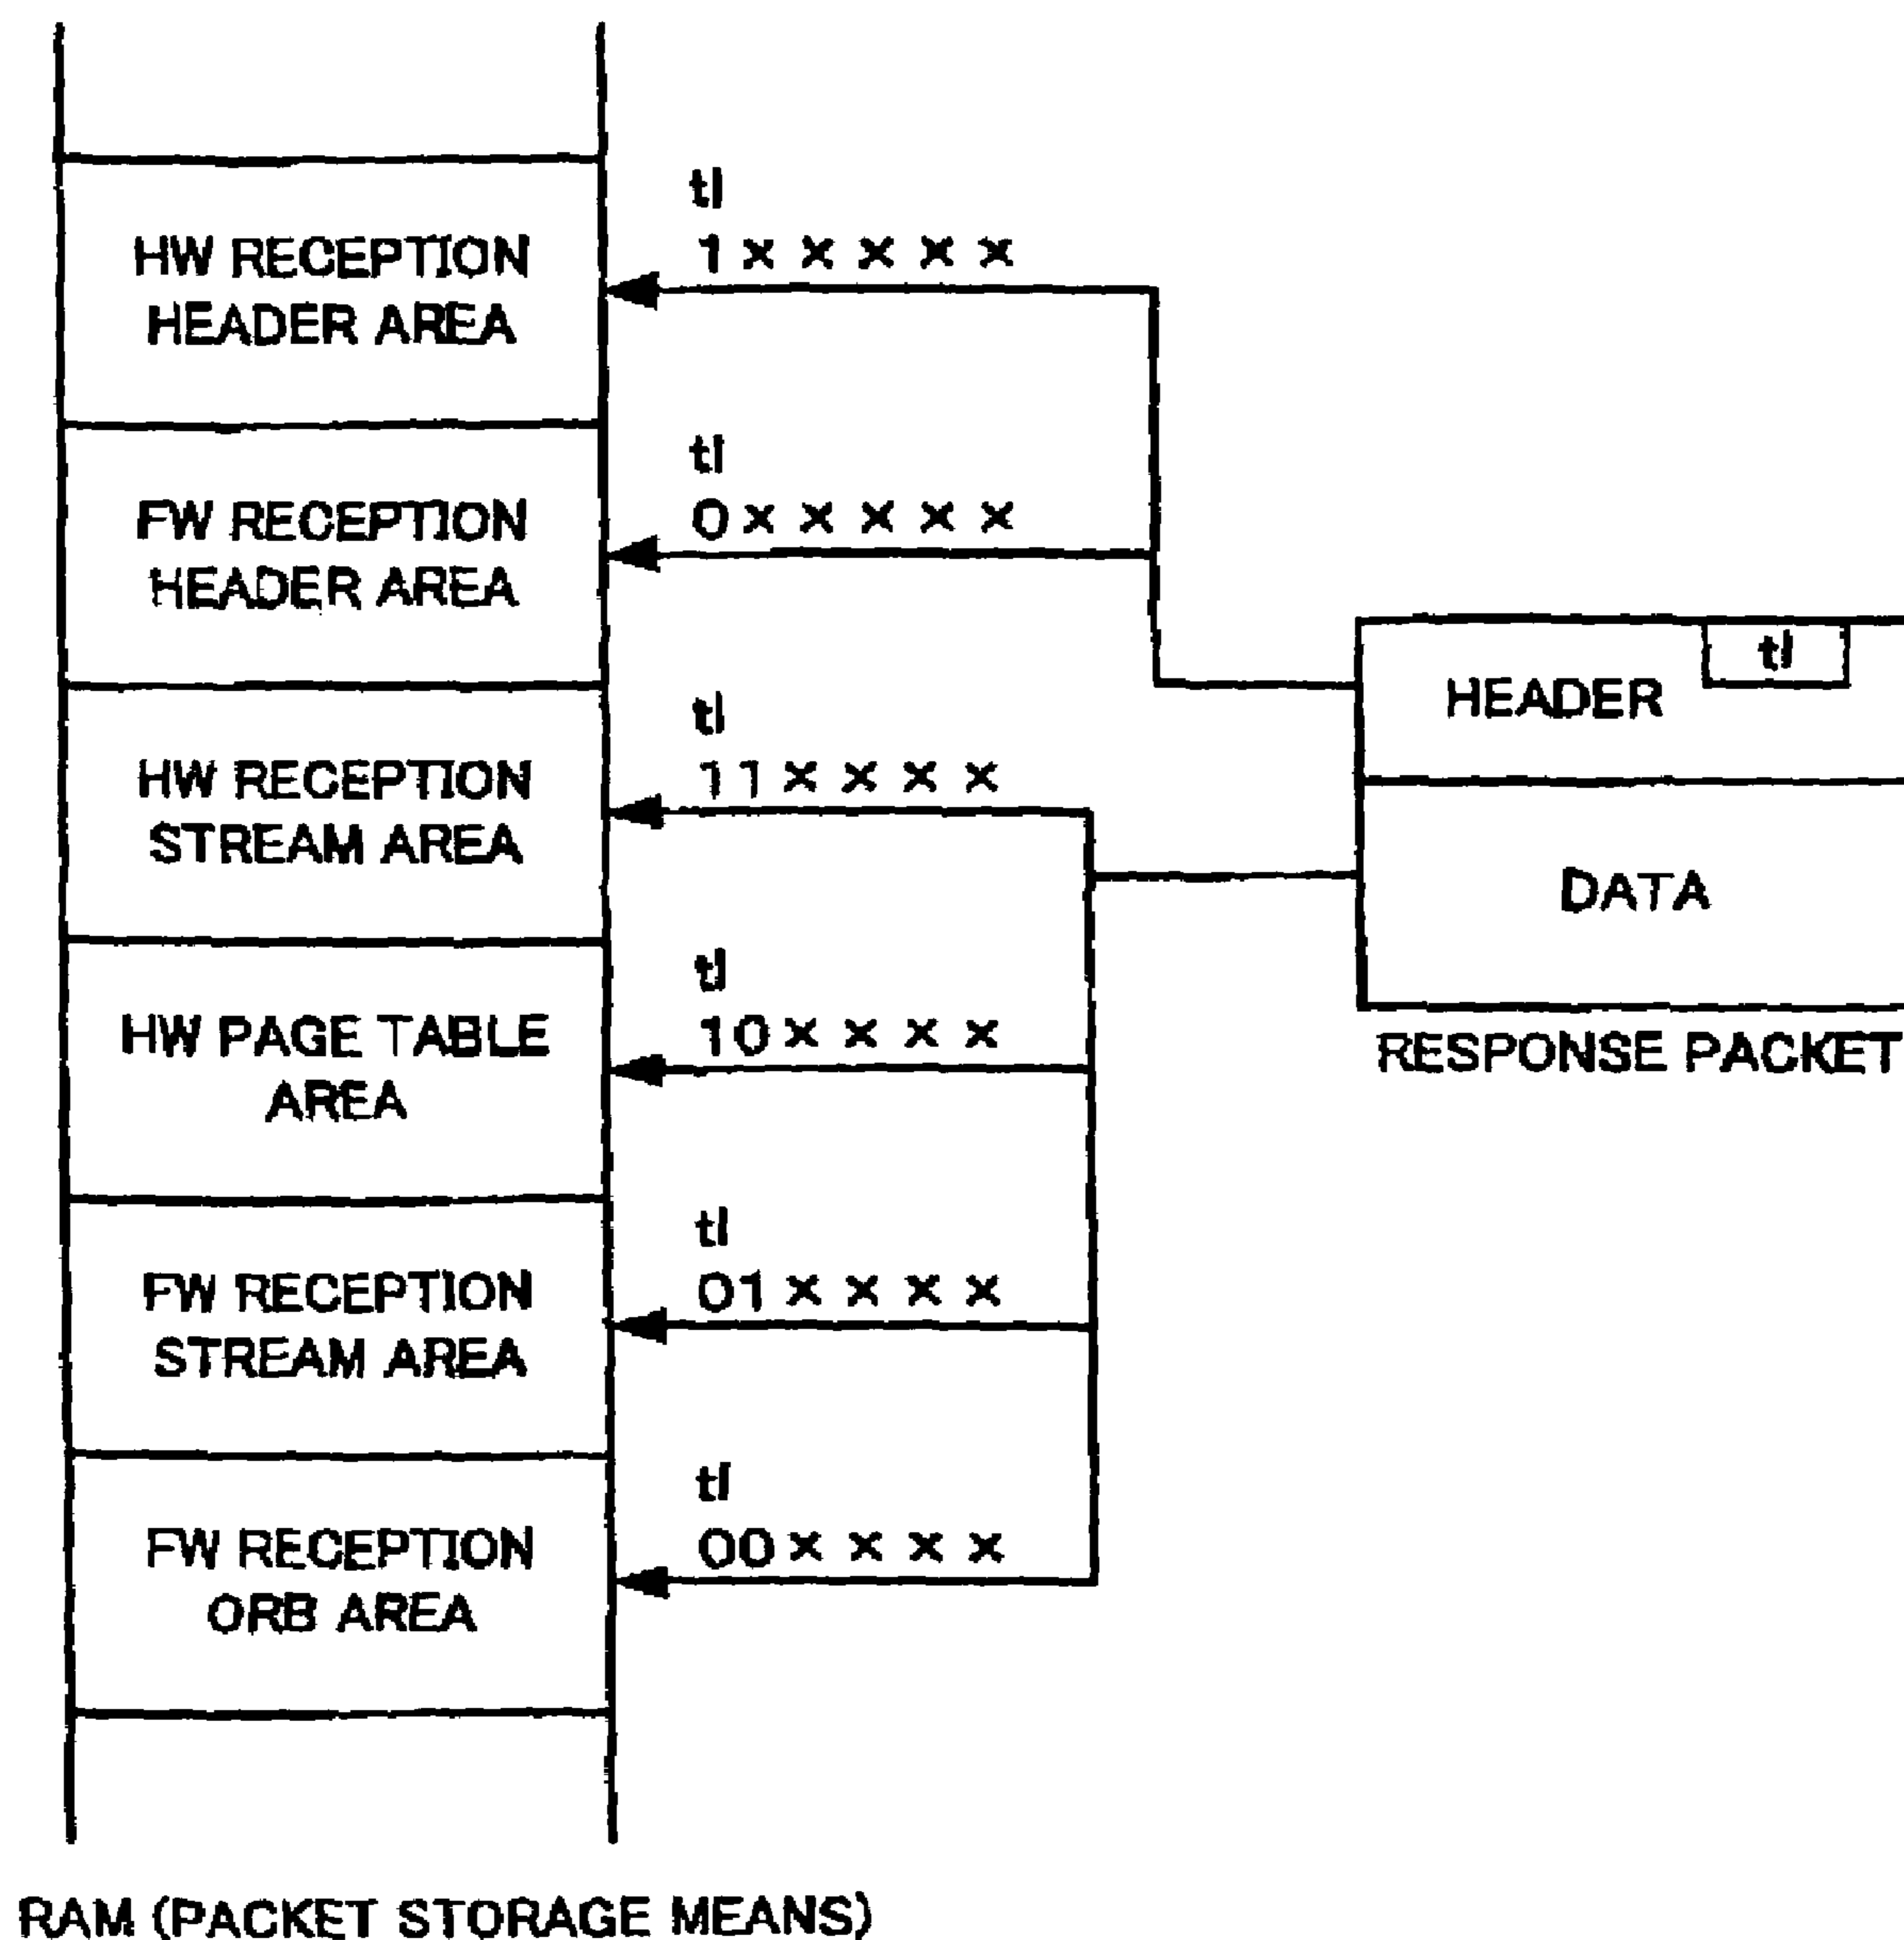 tl
1×××××
HW RECEPTION
HEADER AREA
tl
0×××××
FW RECEPTION
HEADER AREA
tl
HEADER
tl
11××××
HW RECEPTION
STREAM AREA
DATA
tl
10××××
HW PAGE TABLE
AREA
RESPONSE PACKET
tl
01××××
FW RECEPTION
STREAM AREA
tl
00××××
FW RECEPTION
ORB AREA
RAM (PACKET STORAGE MEANS)